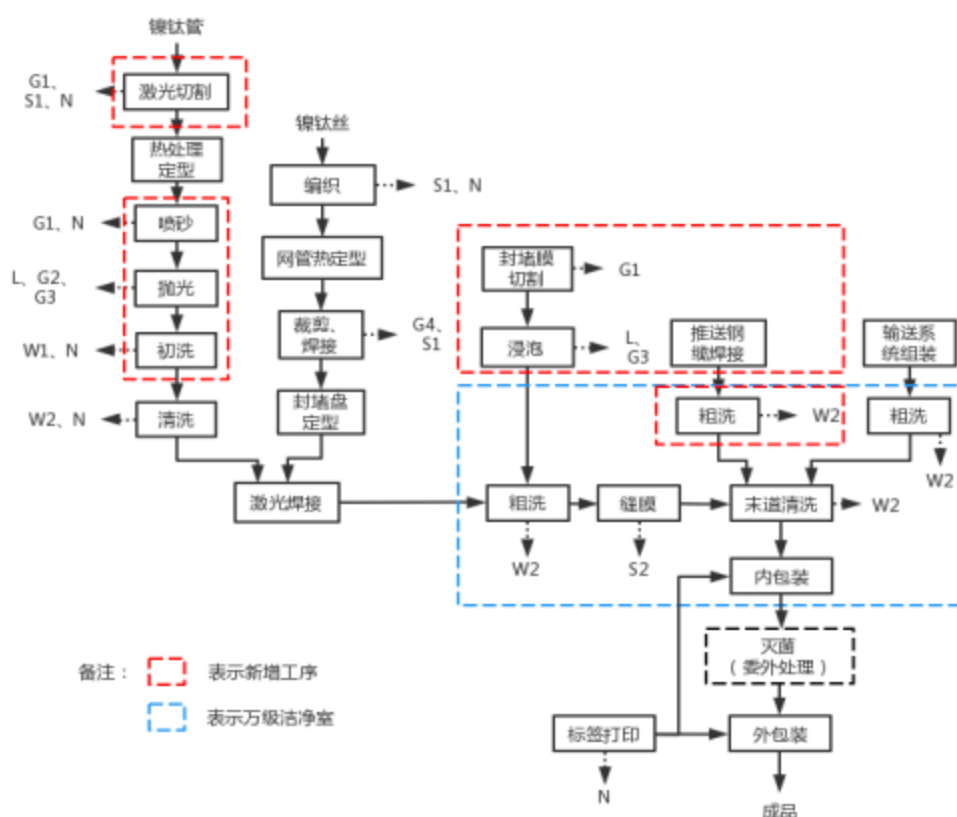 镍钛管
G1、
S1、N
激光切割
热处理
定型
G1、N
喷砂
L、G2、
G3
抛光
W1、N
初洗
W2、N
清洗
镍钛丝
编织
S1、N
网管热定型
裁剪、
焊接
G4、
S1
封堵盘
定型
激光焊接
封堵膜
切割
G1
浸泡
L、
G3
推送钢
缆焊接
输送系
统组装
粗洗
W2
粗洗
W2
粗洗
W2
缝膜
S2
末道清洗
W2
内包装
灭菌
（委外处理）
标签打印
N
外包装
成品
备注：
表示新增工序
表示万级洁净室